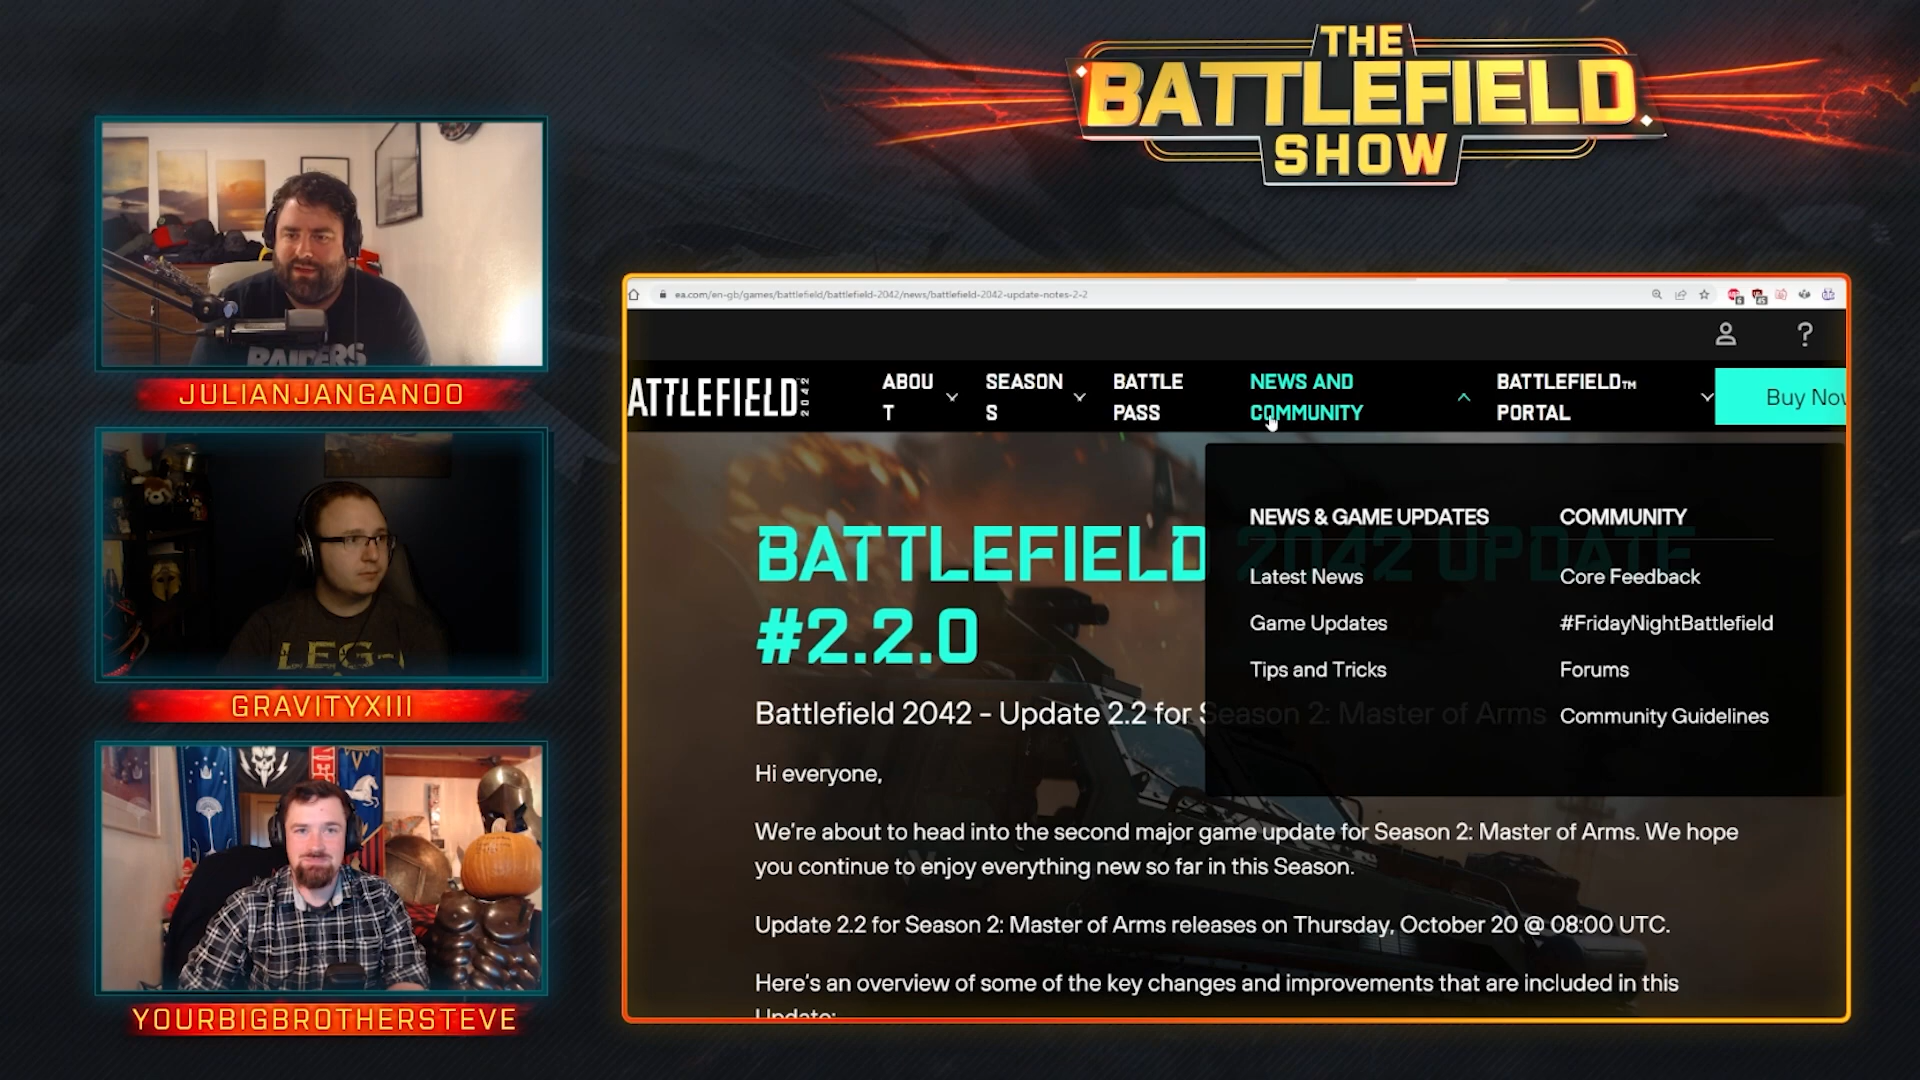 THE
BATTLEFIELD
SHOW
RAIDERS
JULIANJANGANOO
LEG-
GRAVITYXIII
YOURBIGBROTHERSTEVE
ea.com/en-gb/games/battlefield/battlefield-2042/news/battlefield-2042-update-notes-2-2
ATTLEFIELD 2042
ABOU
T
SEASON
S
BATTLE
PASS
NEWS AND
COMMUNITY
BATTLEFIELD™
PORTAL
Buy Now
NEWS & GAME UPDATES
Latest News
Game Updates
Tips and Tricks
COMMUNITY
Core Feedback
#FridayNightBattlefield
Forums
Community Guidelines
BATTLEFIELD 2042 UPDATE
#2.2.0
Battlefield 2042 - Update 2.2 for Season 2: Master of Arms
Hi everyone,
We're about to head into the second major game update for Season 2: Master of Arms. We hope
you continue to enjoy everything new so far in this Season.
Update 2.2 for Season 2: Master of Arms releases on Thursday, October 20 @ 08:00 UTC.
Here's an overview of some of the key changes and improvements that are included in this
Update: